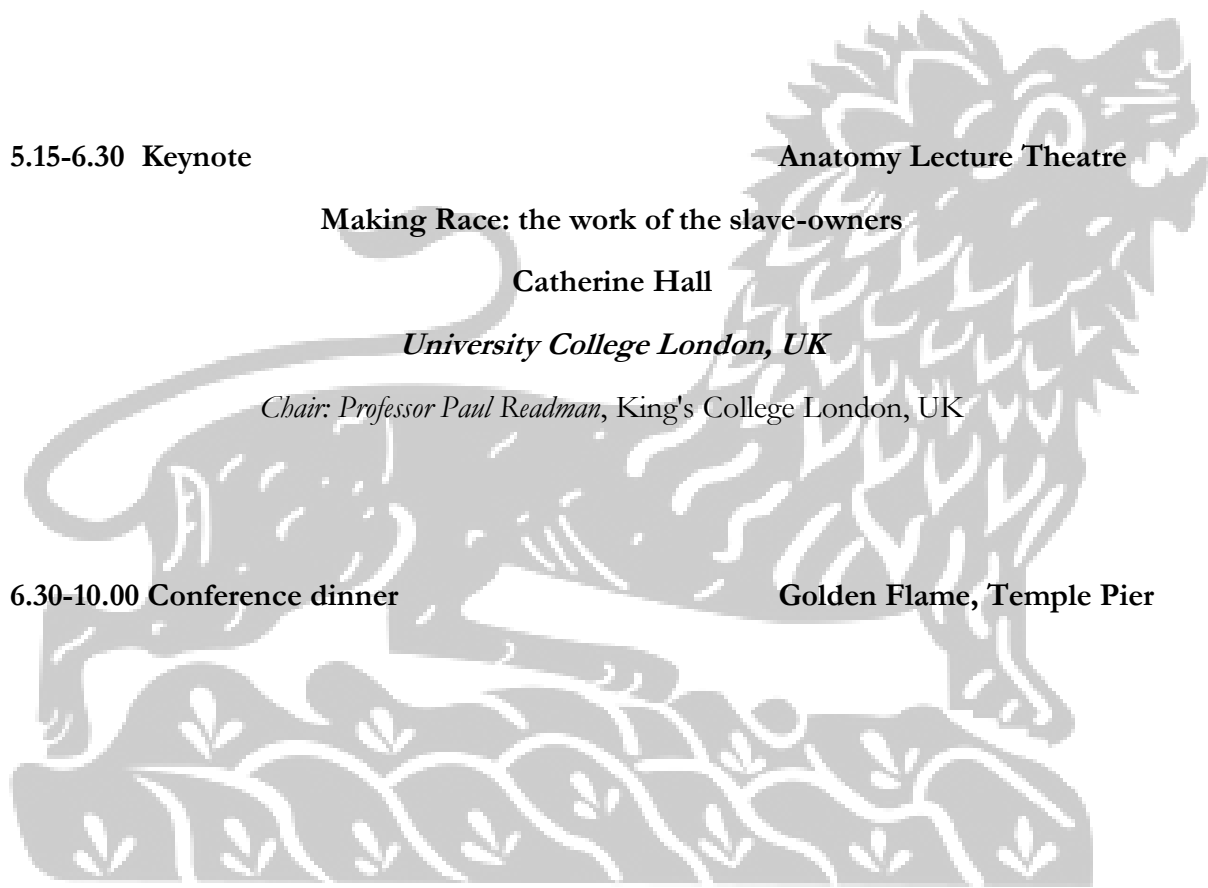 5.15-6.30 Keynote Anatomy Lecture Theatre
Making Race: the work of the slave-owners
Catherine Hall
University College London, UK
Chair: Professor Paul Readman, King's College London, UK
6.30-10.00 Conference dinner Golden Flame, Temple Pier